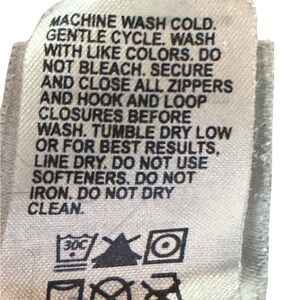 MACHINE WASH COLD.
GENTLE CYCLE. WASH
WITH LIKE COLORS. DO
NOT BLEACH. SECURE
AND CLOSE ALL ZIPPERS
AND HOOK AND LOOP
CLOSURES BEFORE
WASH. TUMBLE DRY LOW
OR FOR BEST RESULTS,
LINE DRY. DO NOT USE
SOFTENERS. DO NOT
IRON. DO NOT DRY
CLEAN.
30C